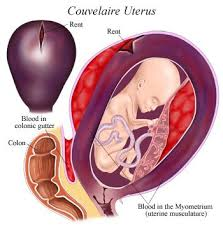 Couvelaire Uterus
Rent
Rent
Blood in
colonic gutter
Colon
Blood in the Myometrium
(uterine musculature)